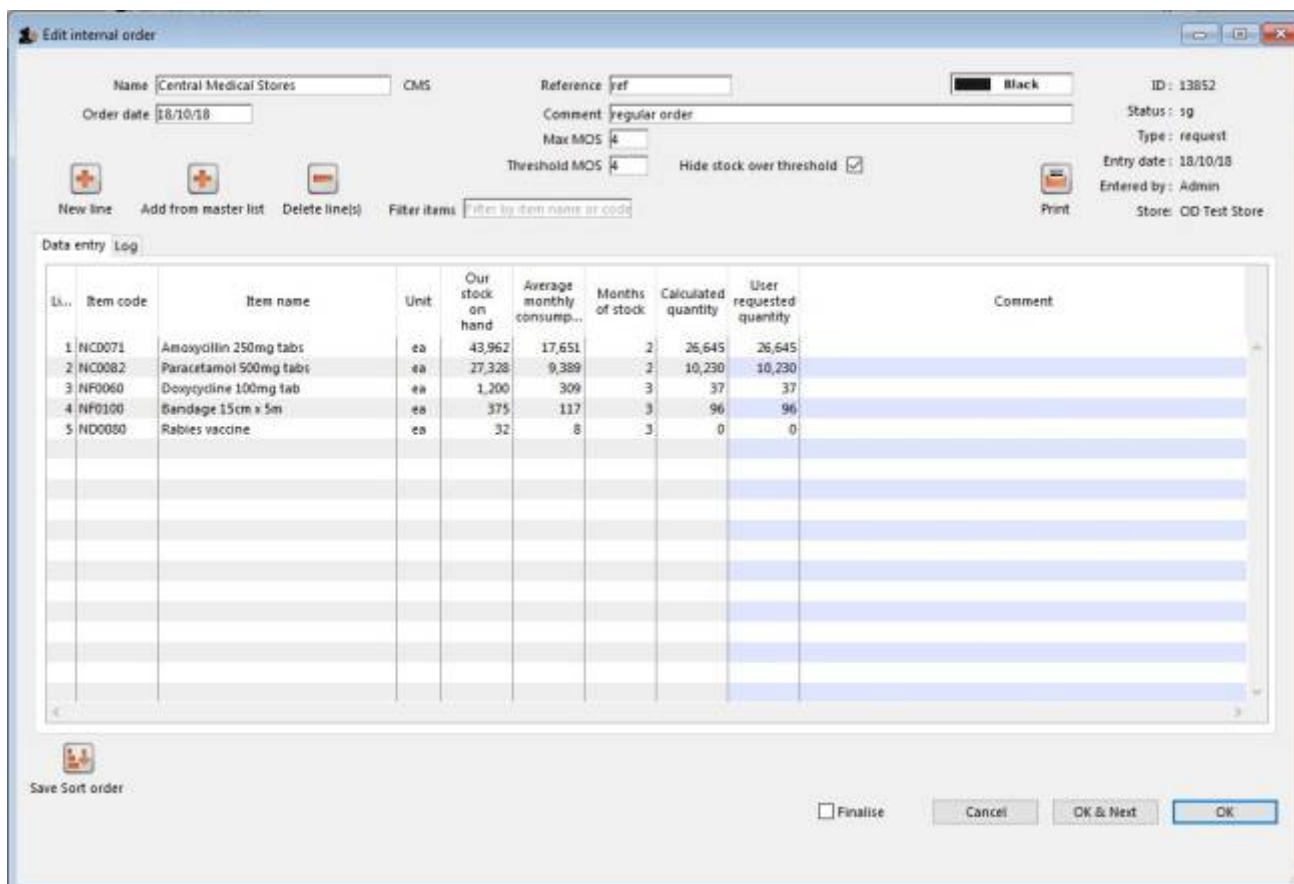 Edit internal order
Name Central Medical Stores CMS Reference ref Black ID : 13852
Order date 18/10/18 Comment regular order Status : sg
Max MOS 4 Type : request
Threshold MOS 4 Hide stock over threshold Entry date : 18/10/18
Entered by : Admin
New line Add from master list Delete line(s) Filter items Filter by item name or code Print Store: OD Test Store
Data entry Log
Li... Item code Item name Unit Our stock on hand Average monthly consump... Months of stock Calculated quantity User requested quantity Comment
1 NC0071 Amoxycillin 250mg tabs ea 43,962 17,651 2 26,645 26,645
2 NC0082 Paracetamol 500mg tabs ea 27,328 9,389 2 10,230 10,230
3 NF0060 Doxycycline 100mg tab ea 1,200 309 3 37 37
4 NF0100 Bandage 15cm x 5m ea 375 117 3 96 96
5 ND0080 Rabies vaccine ea 32 8 3 0 0
Save Sort order
Finalise Cancel OK & Next OK